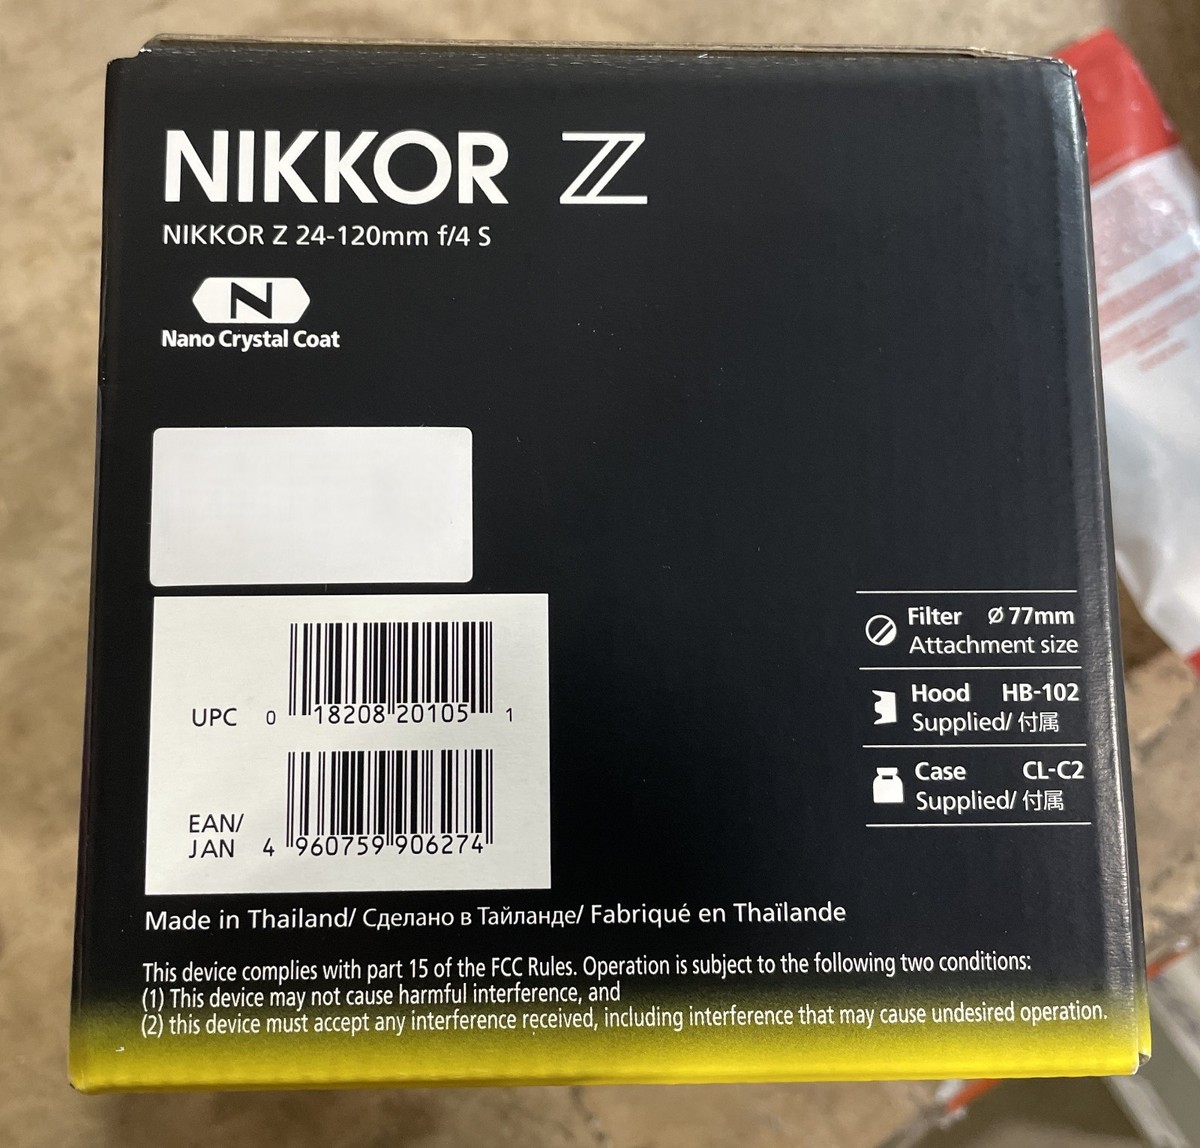 NIKKOR Z
NIKKOR Z 24-120mm f/4 S
N
Nano Crystal Coat
UPC 0 18208 20105 1
EAN/
JAN 4 960759 906274
Filter Ø77mm
Attachment size
Hood HB-102
Supplied/ 付属
Case CL-C2
Supplied/ 付属
Made in Thailand/ Сделано в Тайланде/ Fabriqué en Thaïlande
This device complies with part 15 of the FCC Rules. Operation is subject to the following two conditions:
(1) This device may not cause harmful interference, and
(2) this device must accept any interference received, including interference that may cause undesired operation.